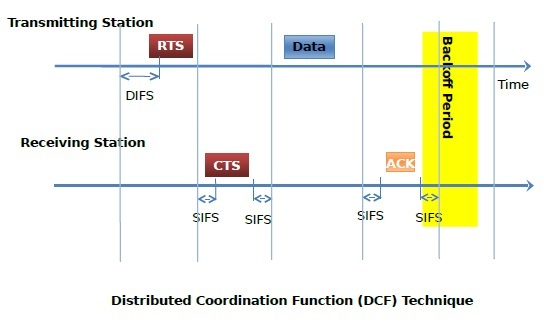 Transmitting Station
RTS
Data
Backoff Period
DIFS
Time
Receiving Station
CTS
ACK
SIFS
SIFS
SIFS
SIFS
Distributed Coordination Function (DCF) Technique